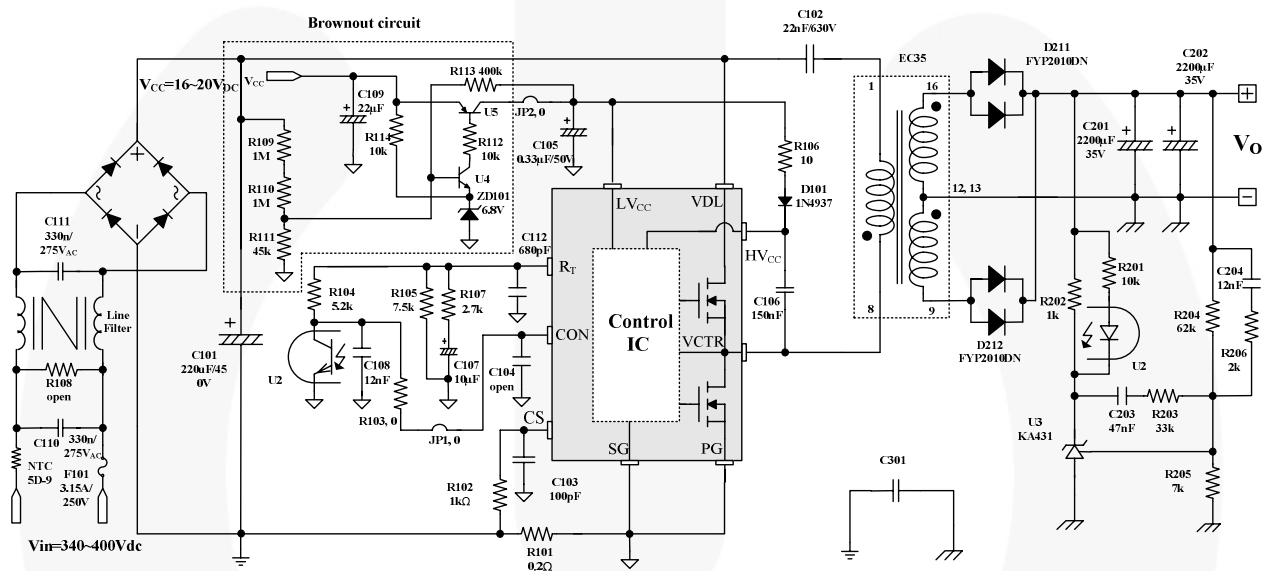 Brownout circuit
C102
22nF/630V
VCC=16~20VDC
VCC
R113 400k
EC35
D211
FYP2010DN
C202
2200μF
35V
C109
22μF
U5
JP2, 0
1
16
R109
1M
R114
10k
R112
10k
C105
0.33μF/50V
R106
10
C201
2200μF
35V
VO
R110
1M
U4
ZD101
6.8V
D101
1N4937
12, 13
C111
330n/
275VAC
R111
45k
LVCC
VDL
C112
680pF
HVCC
RT
R104
5.2k
R105
7.5k
R107
2.7k
C106
150nF
8
9
R201
10k
C204
12nF
Line
Filter
R202
1k
R204
62k
CON
Control
IC
VCTR
D212
FYP2010DN
R206
2k
C101
220uF/45
0V
U2
C108
12nF
C107
10μF
C104
open
U2
R108
open
R103, 0
JP1, 0
CS
C203
47nF
R203
33k
U3
KA431
C110
330n/
275VAC
SG
PG
NTC
5D-9
F101
3.15A/
250V
R102
1kΩ
C103
100pF
C301
R205
7k
Vin=340~400Vdc
R101
0.2Ω